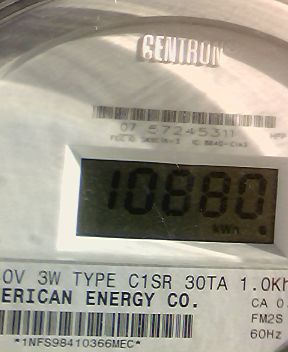 CENTRON
07 57245311
10880
kWh 6
0V 3W TYPE C1SR 30TA 1.0Kh
ERICAN ENERGY CO.
CA 0.
FM2S
60Hz
*1NFS98410366MEC*